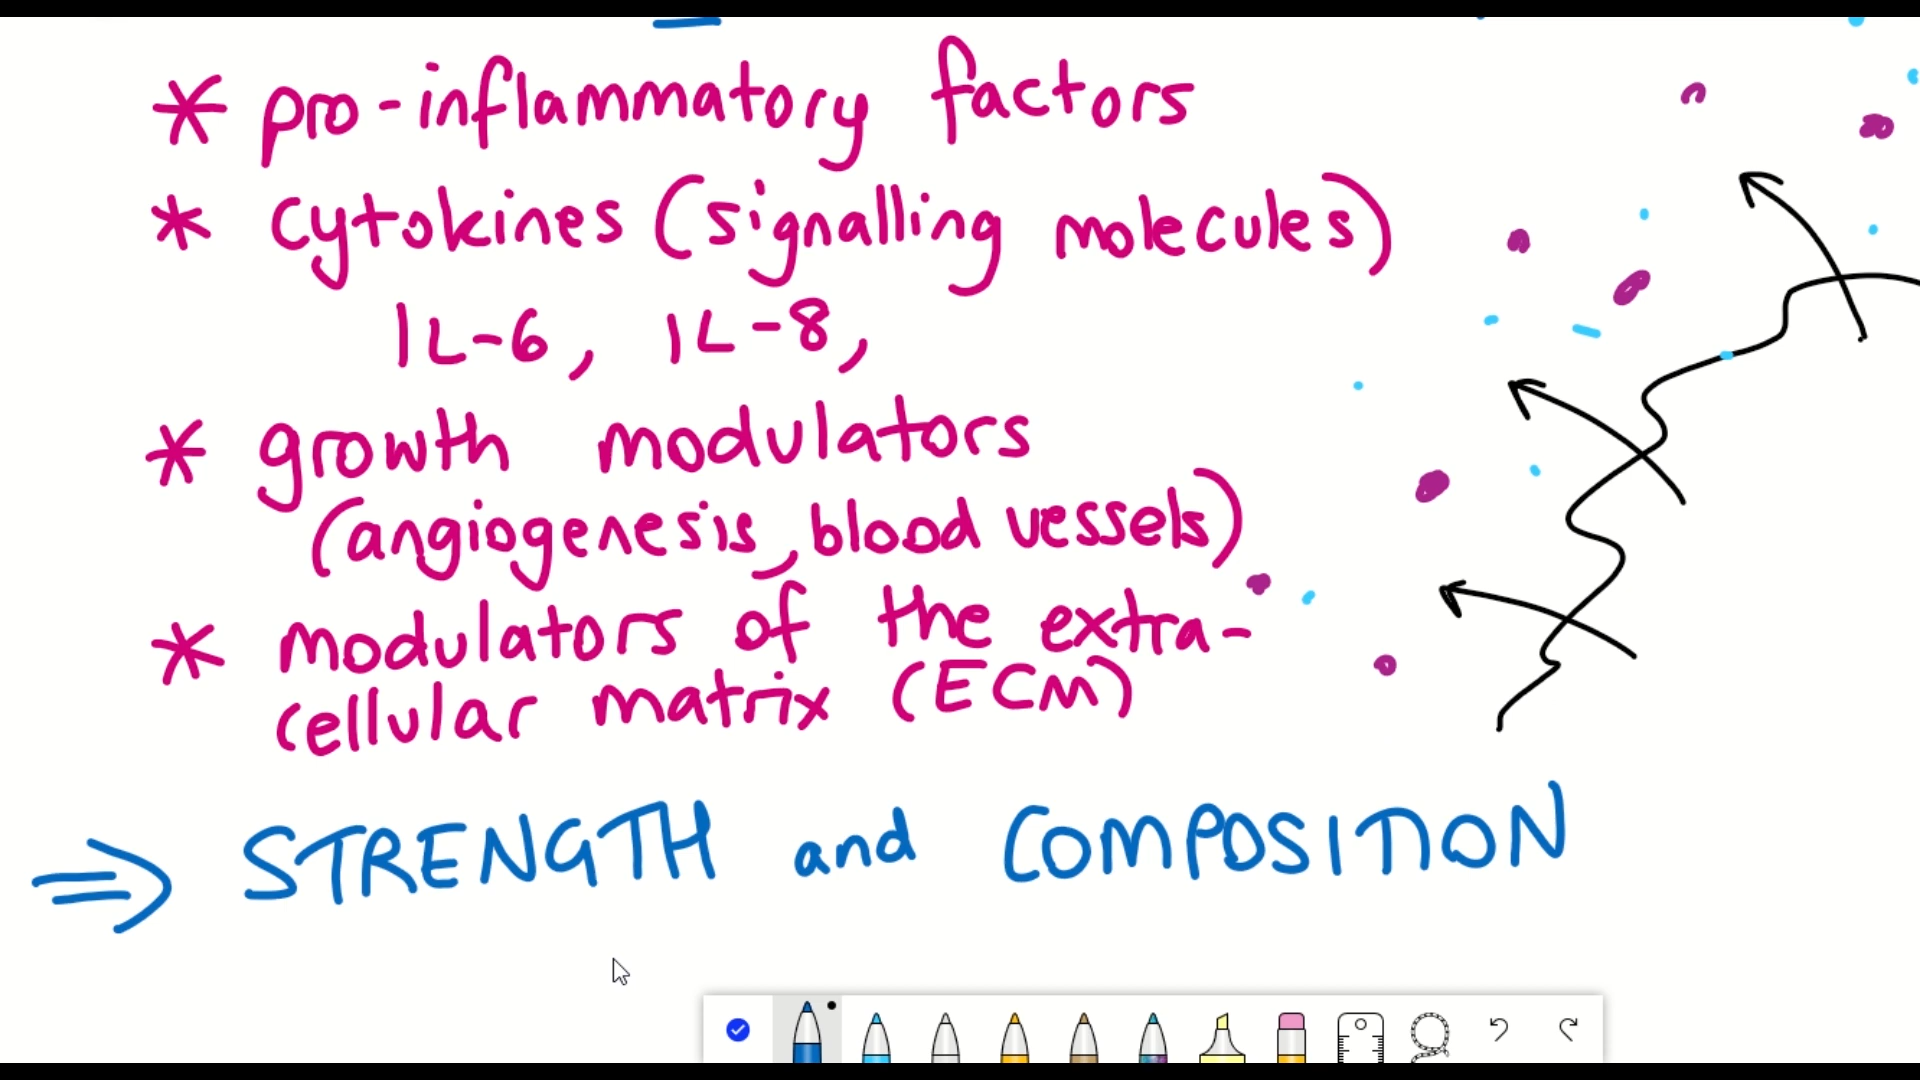 * pro-inflammatory factors
* cytokines (signalling molecules)
IL-6, IL-8,
* growth modulators
(angiogenesis, blood vessels)
* modulators of the extra-
cellular matrix (ECM)
⇒ STRENGTH and COMPOSITION